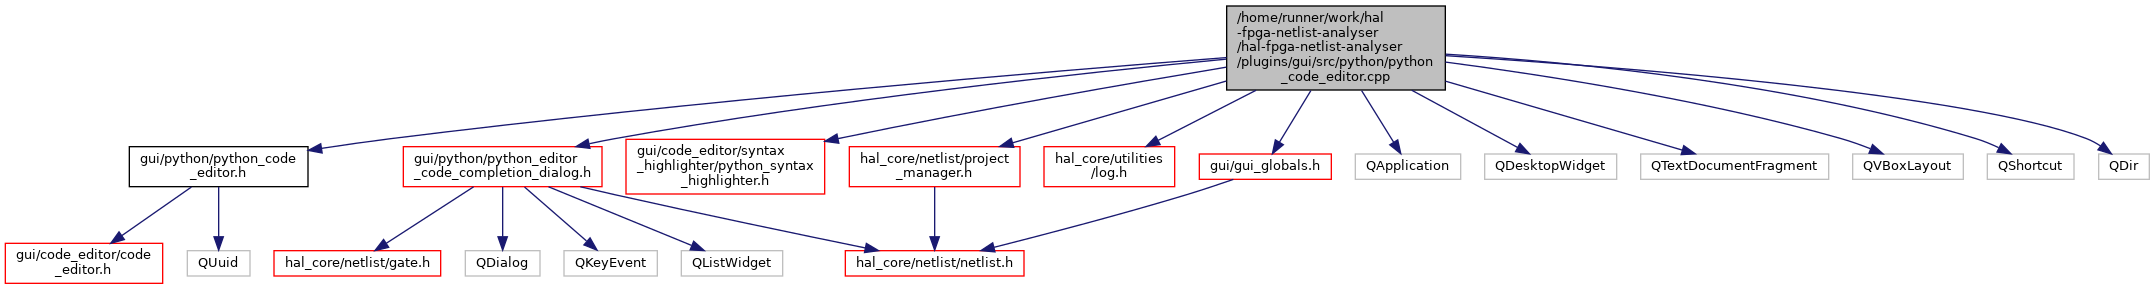 /home/runner/work/hal
-fpga-netlist-analyser
/hal-fpga-netlist-analyser
/plugins/gui/src/python/python
_code_editor.cpp
gui/python/python_code
_editor.h
gui/python/python_editor
_code_completion_dialog.h
gui/code_editor/syntax
_highlighter/python_syntax
_highlighter.h
hal_core/netlist/project
_manager.h
hal_core/utilities
/log.h
gui/gui_globals.h
QApplication
QDesktopWidget
QTextDocumentFragment
QVBoxLayout
QShortcut
QDir
gui/code_editor/code
_editor.h
QUuid
hal_core/netlist/gate.h
QDialog
QKeyEvent
QListWidget
hal_core/netlist/netlist.h